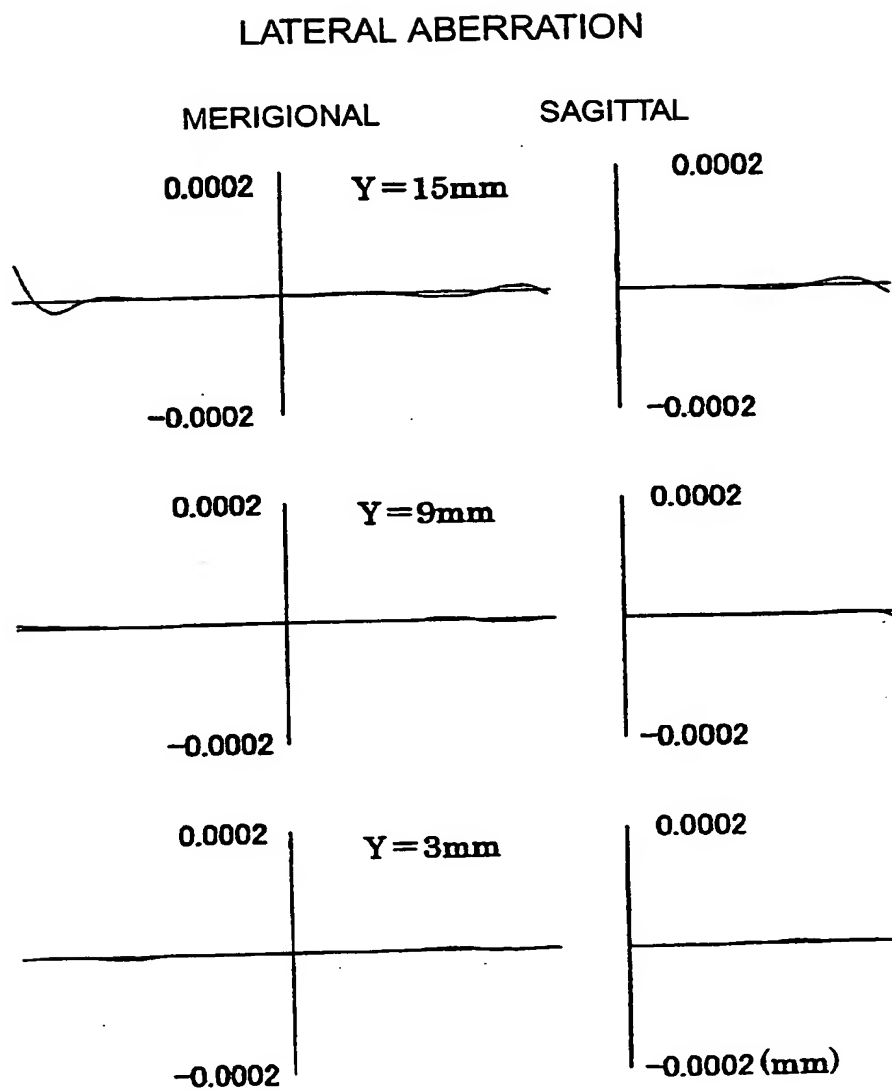 LATERAL ABERRATION
MERIGIONAL SAGITTAL
0.0002 Y=15mm 0.0002
-0.0002 -0.0002
0.0002 Y=9mm 0.0002
-0.0002 -0.0002
0.0002 Y=3mm 0.0002
-0.0002 -0.0002 (mm)